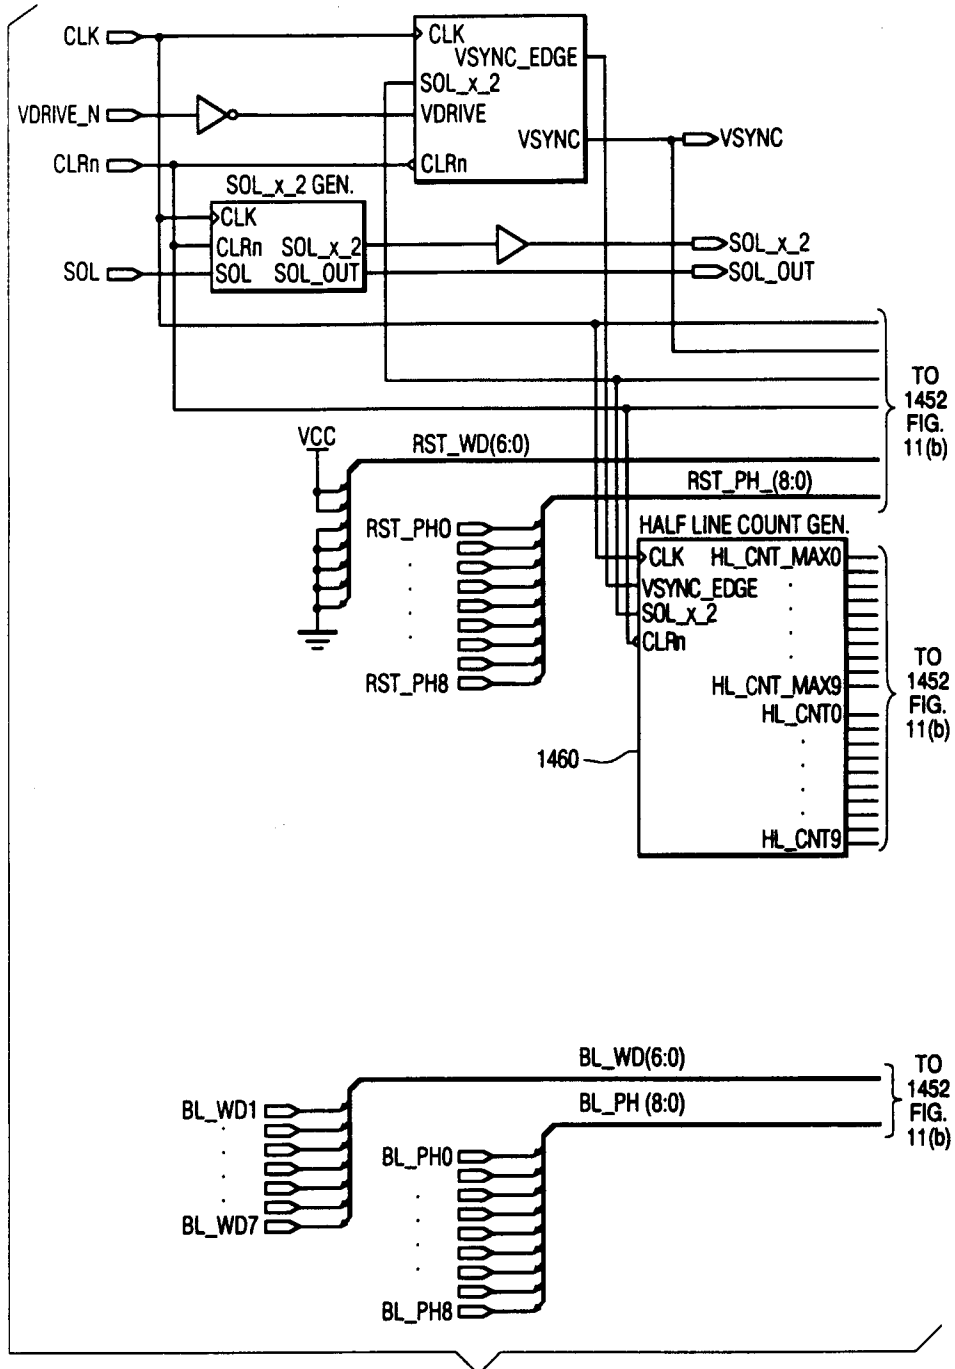 CLK
CLK
VSYNC_EDGE
SOL_x_2
VDRIVE_N
VDRIVE
VSYNC
VSYNC
CLRn
CLRn
SOL_x_2 GEN.
CLK
CLRn
SOL_x_2
SOL_x_2
SOL
SOL
SOL_OUT
SOL_OUT
TO
1452
FIG.
11(b)
VCC
RST_WD(6:0)
RST_PH_(8:0)
RST_PH0
RST_PH8
HALF LINE COUNT GEN.
CLK
HL_CNT_MAX0
VSYNC_EDGE
SOL_x_2
CLRn
HL_CNT_MAX9
HL_CNT0
HL_CNT9
1460
TO
1452
FIG.
11(b)
BL_WD(6:0)
BL_PH (8:0)
TO
1452
FIG.
11(b)
BL_WD1
BL_WD7
BL_PH0
BL_PH8